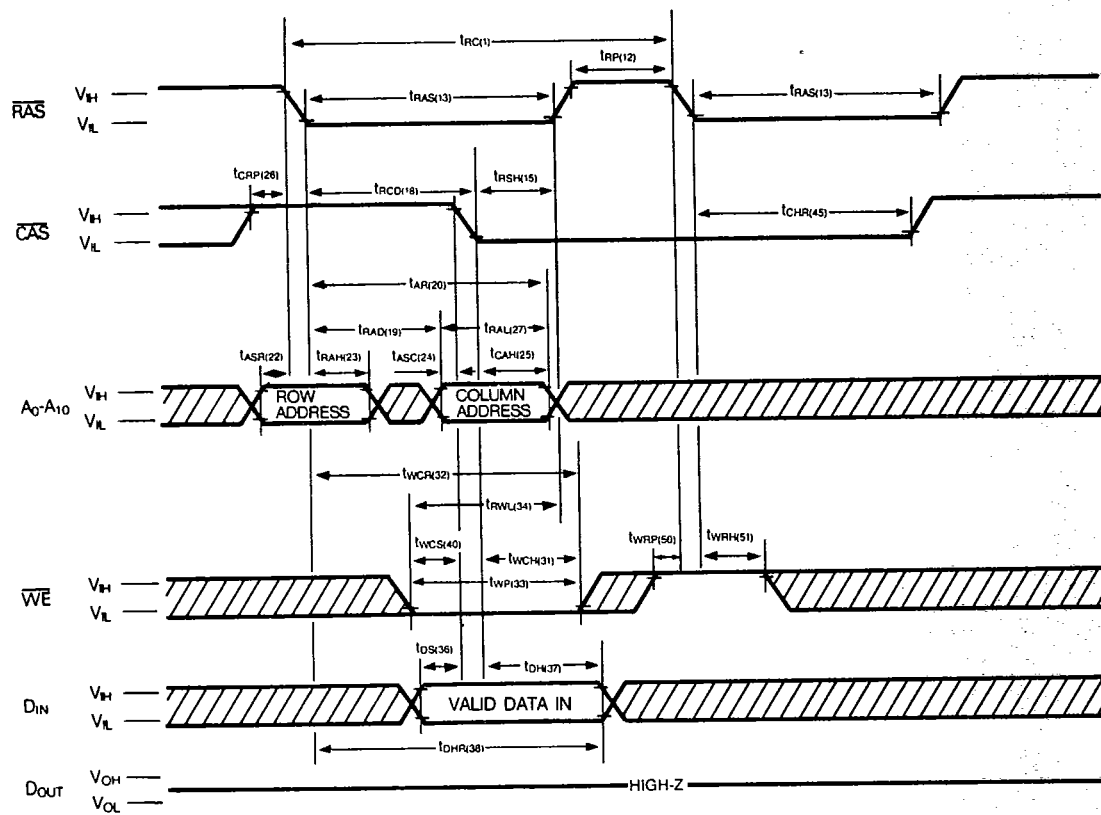 tRC(1)
tRP(12)
RAS
VIH
VIL
tRAS(13)
tRAS(13)
tCRP(26)
tRCD(18)
tRSH(15)
CAS
VIH
VIL
tCHR(45)
tAR(20)
tRAD(19)
tRAL(27)
tASR(22)
tRAH(23)
tASC(24)
tCAH(25)
A0-A10
VIH
VIL
ROW
ADDRESS
COLUMN
ADDRESS
tWCR(32)
tRWL(34)
tWCS(40)
tWCH(31)
tWRP(50)
tWRH(51)
tWP(33)
WE
VIH
VIL
tDS(36)
tDH(37)
DIN
VIH
VIL
VALID DATA IN
tDHR(38)
DOUT
VOH
VOL
HIGH-Z